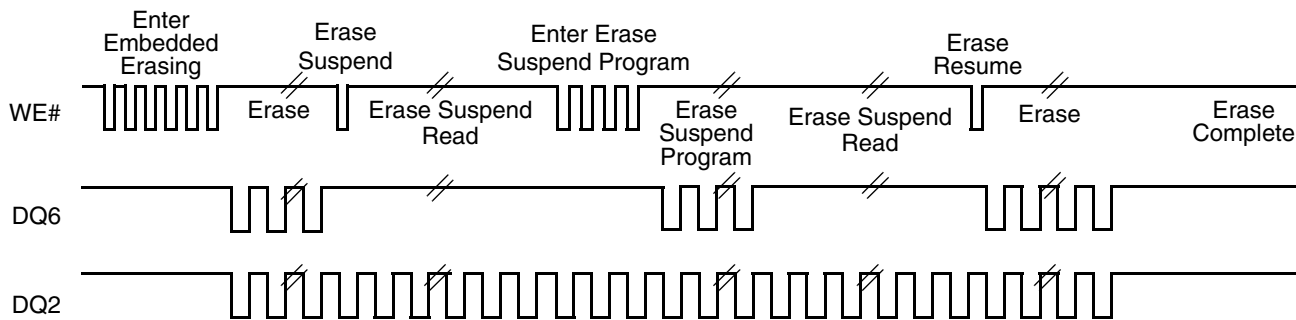 Enter
Embedded
Erasing
Erase
Suspend
Enter Erase
Suspend Program
Erase
Resume
WE#
Erase
Erase Suspend
Read
Erase
Suspend
Program
Erase Suspend
Read
Erase
Erase
Complete
DQ6
DQ2